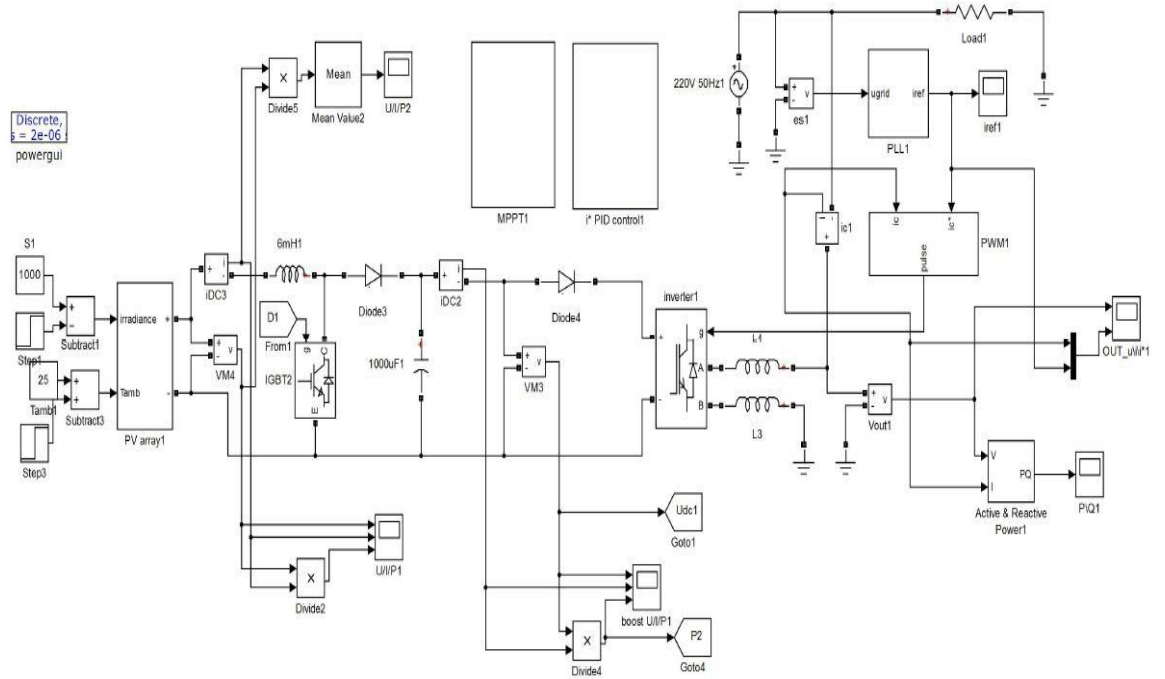 Discrete,
s = 2e-06
powergui
X
Divide5
Mean
Mean Value2
U/I/P2
MPPT1
i* PID control1
220V 50Hz1
Load1
+
-
v
es1
ugrid
iref
PLL1
iref1
ic
ic*
pulse
PWM1
ic1
S1
1000
Step1
Subtract1
25
Tamb1
Subtract3
Step3
irradiance
Tamb
+
-
PV array1
+
-
i
iDC3
+
-
v
VM4
6mH1
D1
From1
g
C
E
IGBT2
Diode3
1000uF1
+
-
i
iDC2
+
-
v
VM3
Diode4
inverter1
+
-
g
A
B
L1
L3
+
-
v
Vout1
OUT_u\i\i*1
V
I
PQ
Active & Reactive
Power1
P\Q1
U/I/P1
X
Divide2
Udc1
Goto1
boost U/I/P1
X
Divide4
P2
Goto4